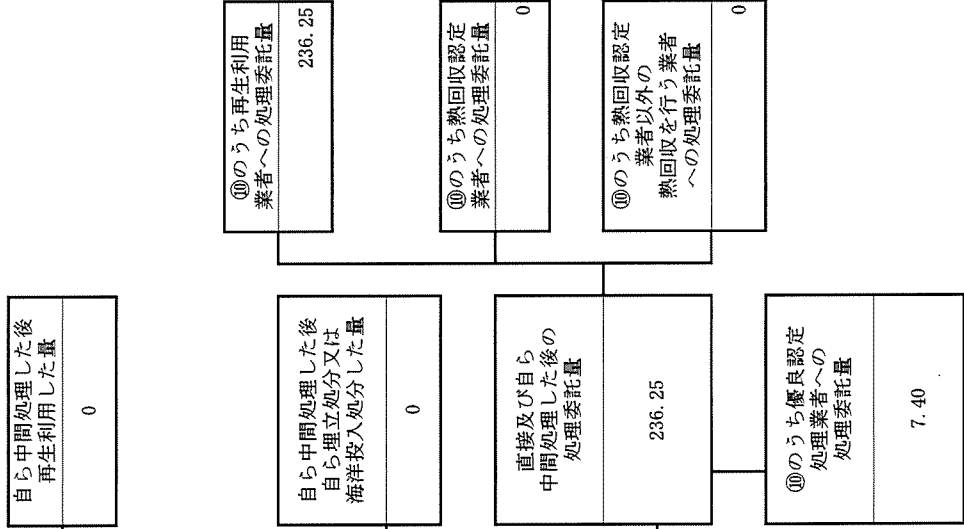 自ら中間処理した後
再生利用した量
0
自ら中間処理した後
自ら埋立処分又は
海洋投入処分した量
0
直接及び自ら
中間処理した後の
処理委託量
236.25
⑩のうち優良認定
処理業者への
処理委託量
7.40
⑩のうち再生利用
業者への処理委託量
236.25
⑩のうち熱回収認定
業者への処理委託量
0
⑩のうち熱回収認定
業者以外の
熱回収を行う業者
への処理委託量
0